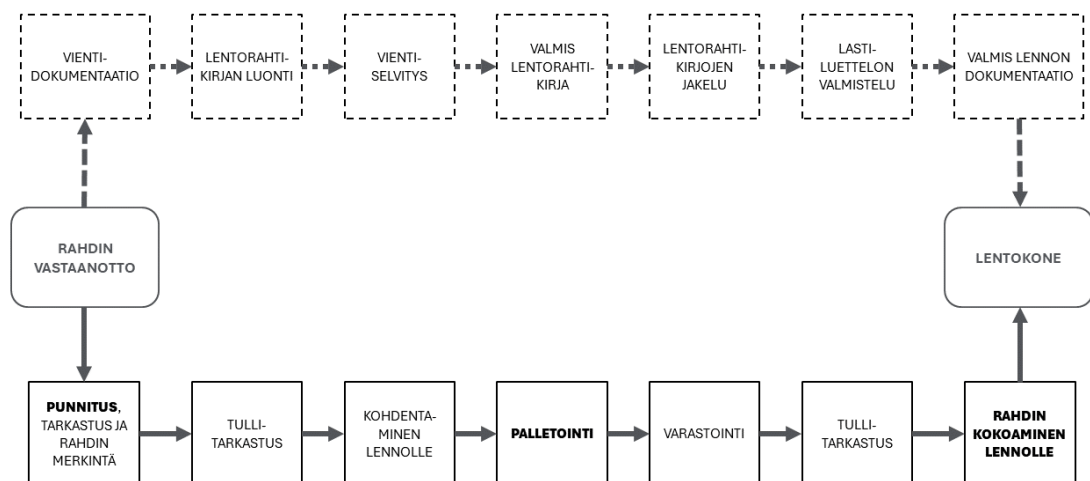 VIENTI-
DOKUMENTAATIO
LENTORAHTI-
KIRJAN LUONTI
VIENTI-
SELVITYS
VALMIS
LENTORAHTI-
KIRJA
LENTORAHTI-
KIRJOJEN
JAKELU
LASTI-
LUETTELON
VALMISTELU
VALMIS LENNON
DOKUMENTAATIO
RAHDIN
VASTAANOTTO
LENTOKONE
PUNNITUS,
TARKASTUS JA
RAHDIN
MERKINTÄ
TULLI-
TARKASTUS
KOHDENTA-
MINEN
LENNOLLE
PALLETOINTI
VARASTOINTI
TULLI-
TARKASTUS
RAHDIN
KOKOAMINEN
LENNOLLE